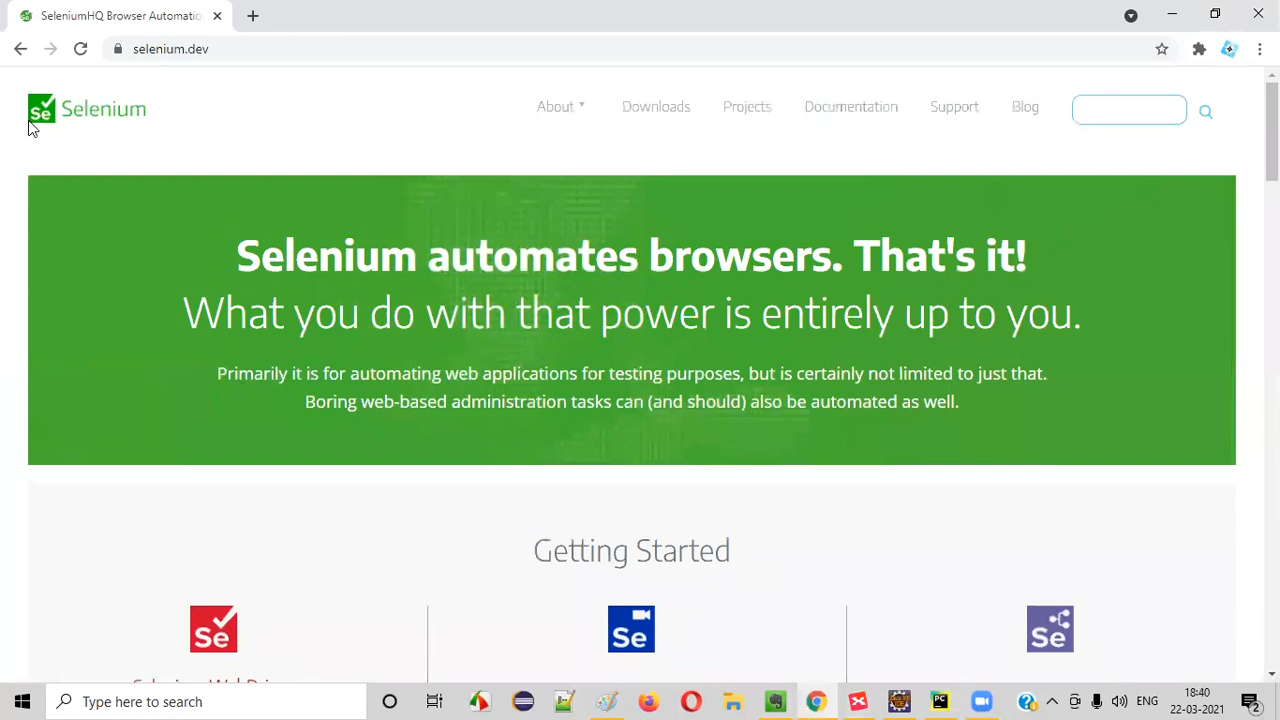 SeleniumHQ Browser Automatio
selenium.dev
Se Selenium
About
Downloads
Projects
Documentation
Support
Blog
Selenium automates browsers. That's it!
What you do with that power is entirely up to you.
Primarily it is for automating web applications for testing purposes, but is certainly not limited to just that.
Boring web-based administration tasks can (and should) also be automated as well.
Getting Started
Se
Se
Se
Type here to search
PC
ENG
18:40
22-03-2021
2